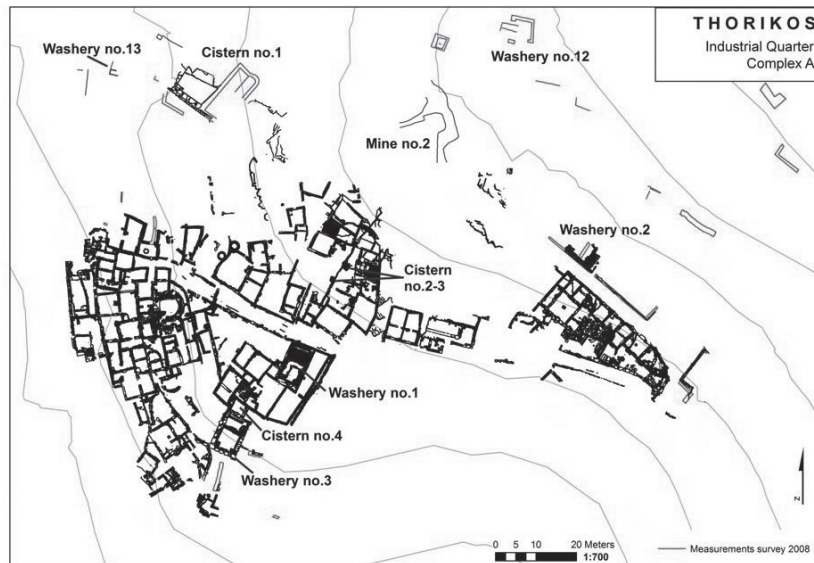 THORIKOS
Industrial Quarter
Complex A
Washery no.13
Cistern no.1
Washery no.12
Mine no.2
Washery no.2
Cistern
no.2-3
Washery no.1
Cistern no.4
Washery no.3
N
0 5 10 20 Meters
1:700
Measurements survey 2008